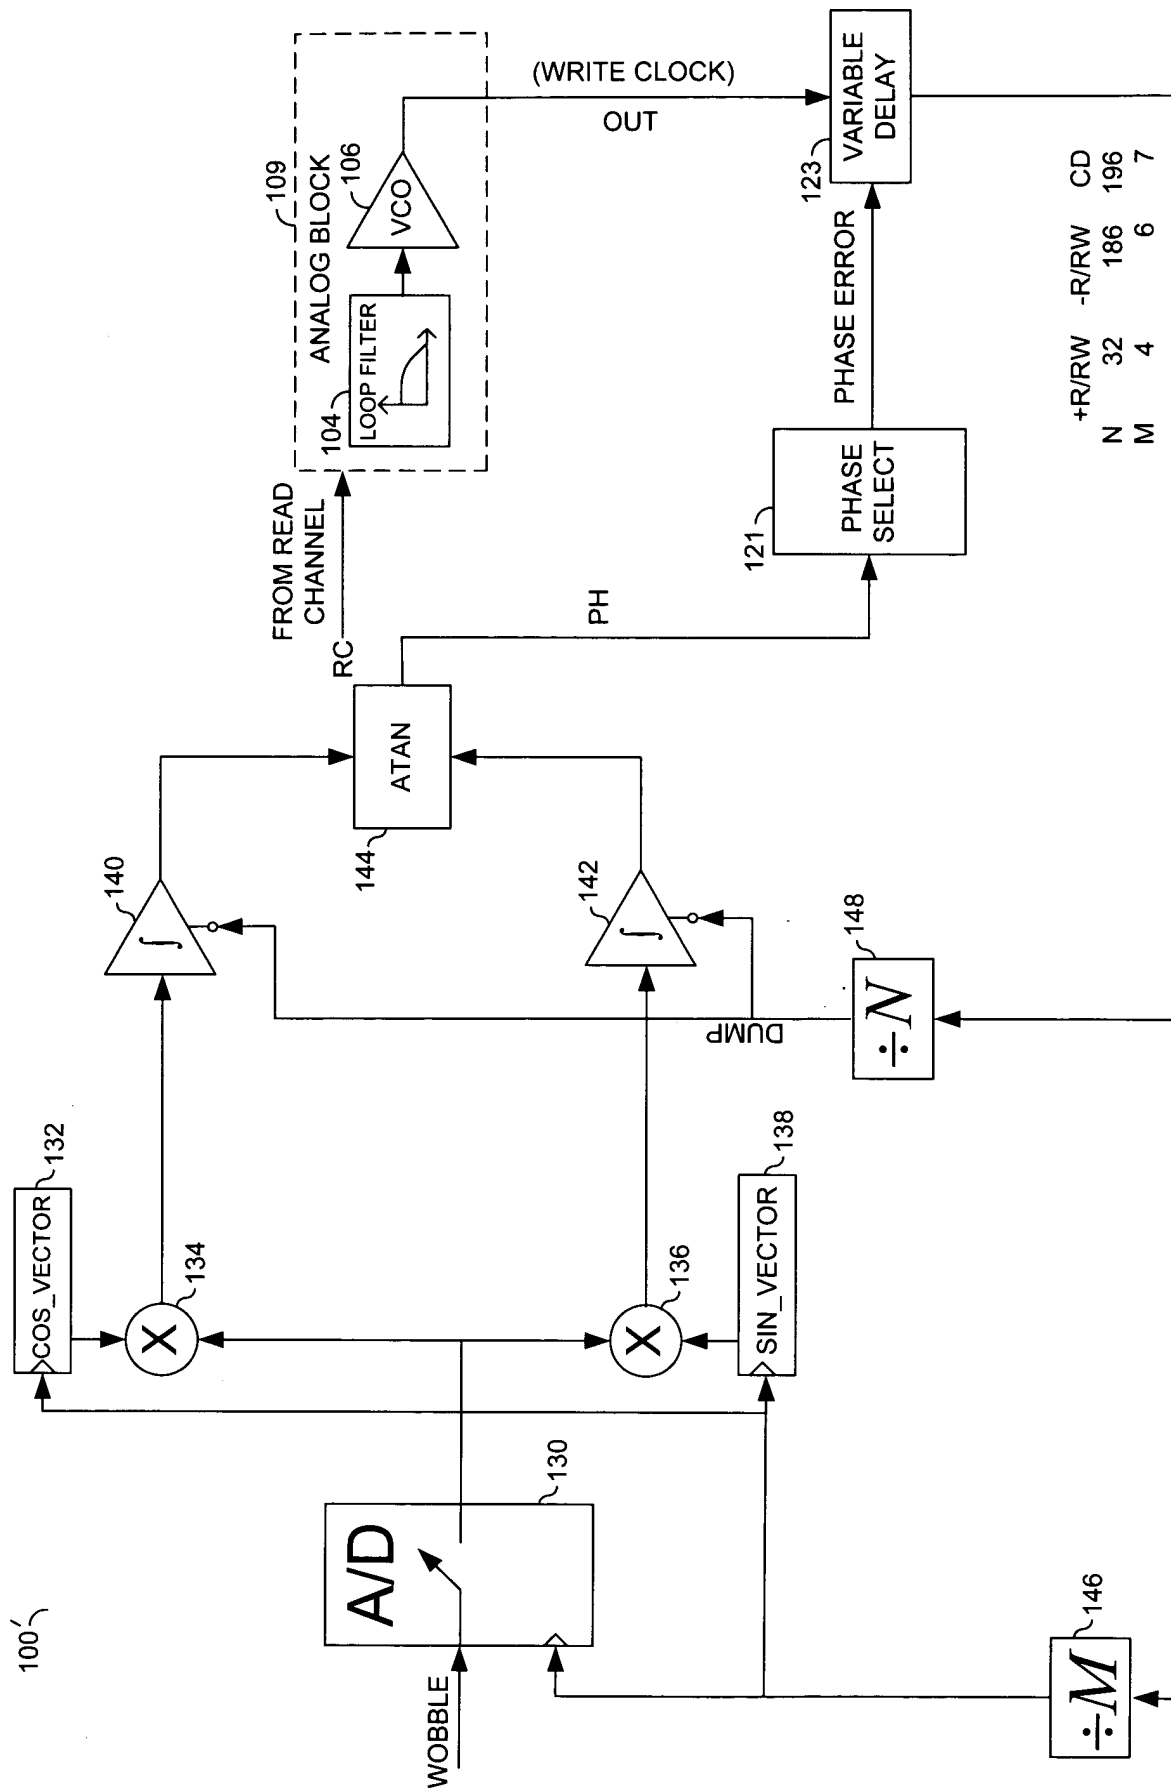 100'
WOBBLE
A/D
130
÷M
146
COS_VECTOR
132
X
134
X
136
SIN_VECTOR
138
∫
140
∫
142
DUMP
÷N
148
ATAN
144
RC
FROM READ
CHANNEL
PH
ANALOG BLOCK
109
LOOP FILTER
104
VCO
106
(WRITE CLOCK)
OUT
PHASE
SELECT
121
PHASE ERROR
VARIABLE
DELAY
123
+R/RW -R/RW CD
N 32 186 196
M 4 6 7